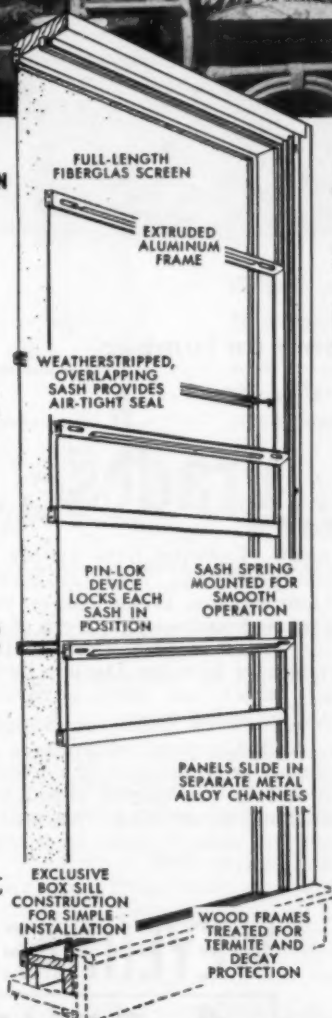 N
FULL-LENGTH
FIBERGLAS SCREEN
EXTRUDED
ALUMINUM
FRAME
WEATHERSTRIPPED,
OVERLAPPING
SASH PROVIDES
AIR-TIGHT SEAL
PIN-LOK
DEVICE
LOCKS EACH
SASH IN
POSITION
SASH SPRING
MOUNTED FOR
SMOOTH
OPERATION
PANELS SLIDE IN
SEPARATE METAL
ALLOY CHANNELS
EXCLUSIVE
BOX SILL
CONSTRUCTION
FOR SIMPLE
INSTALLATION
WOOD FRAMES
TREATED FOR
TERMITE AND
DECAY
PROTECTION